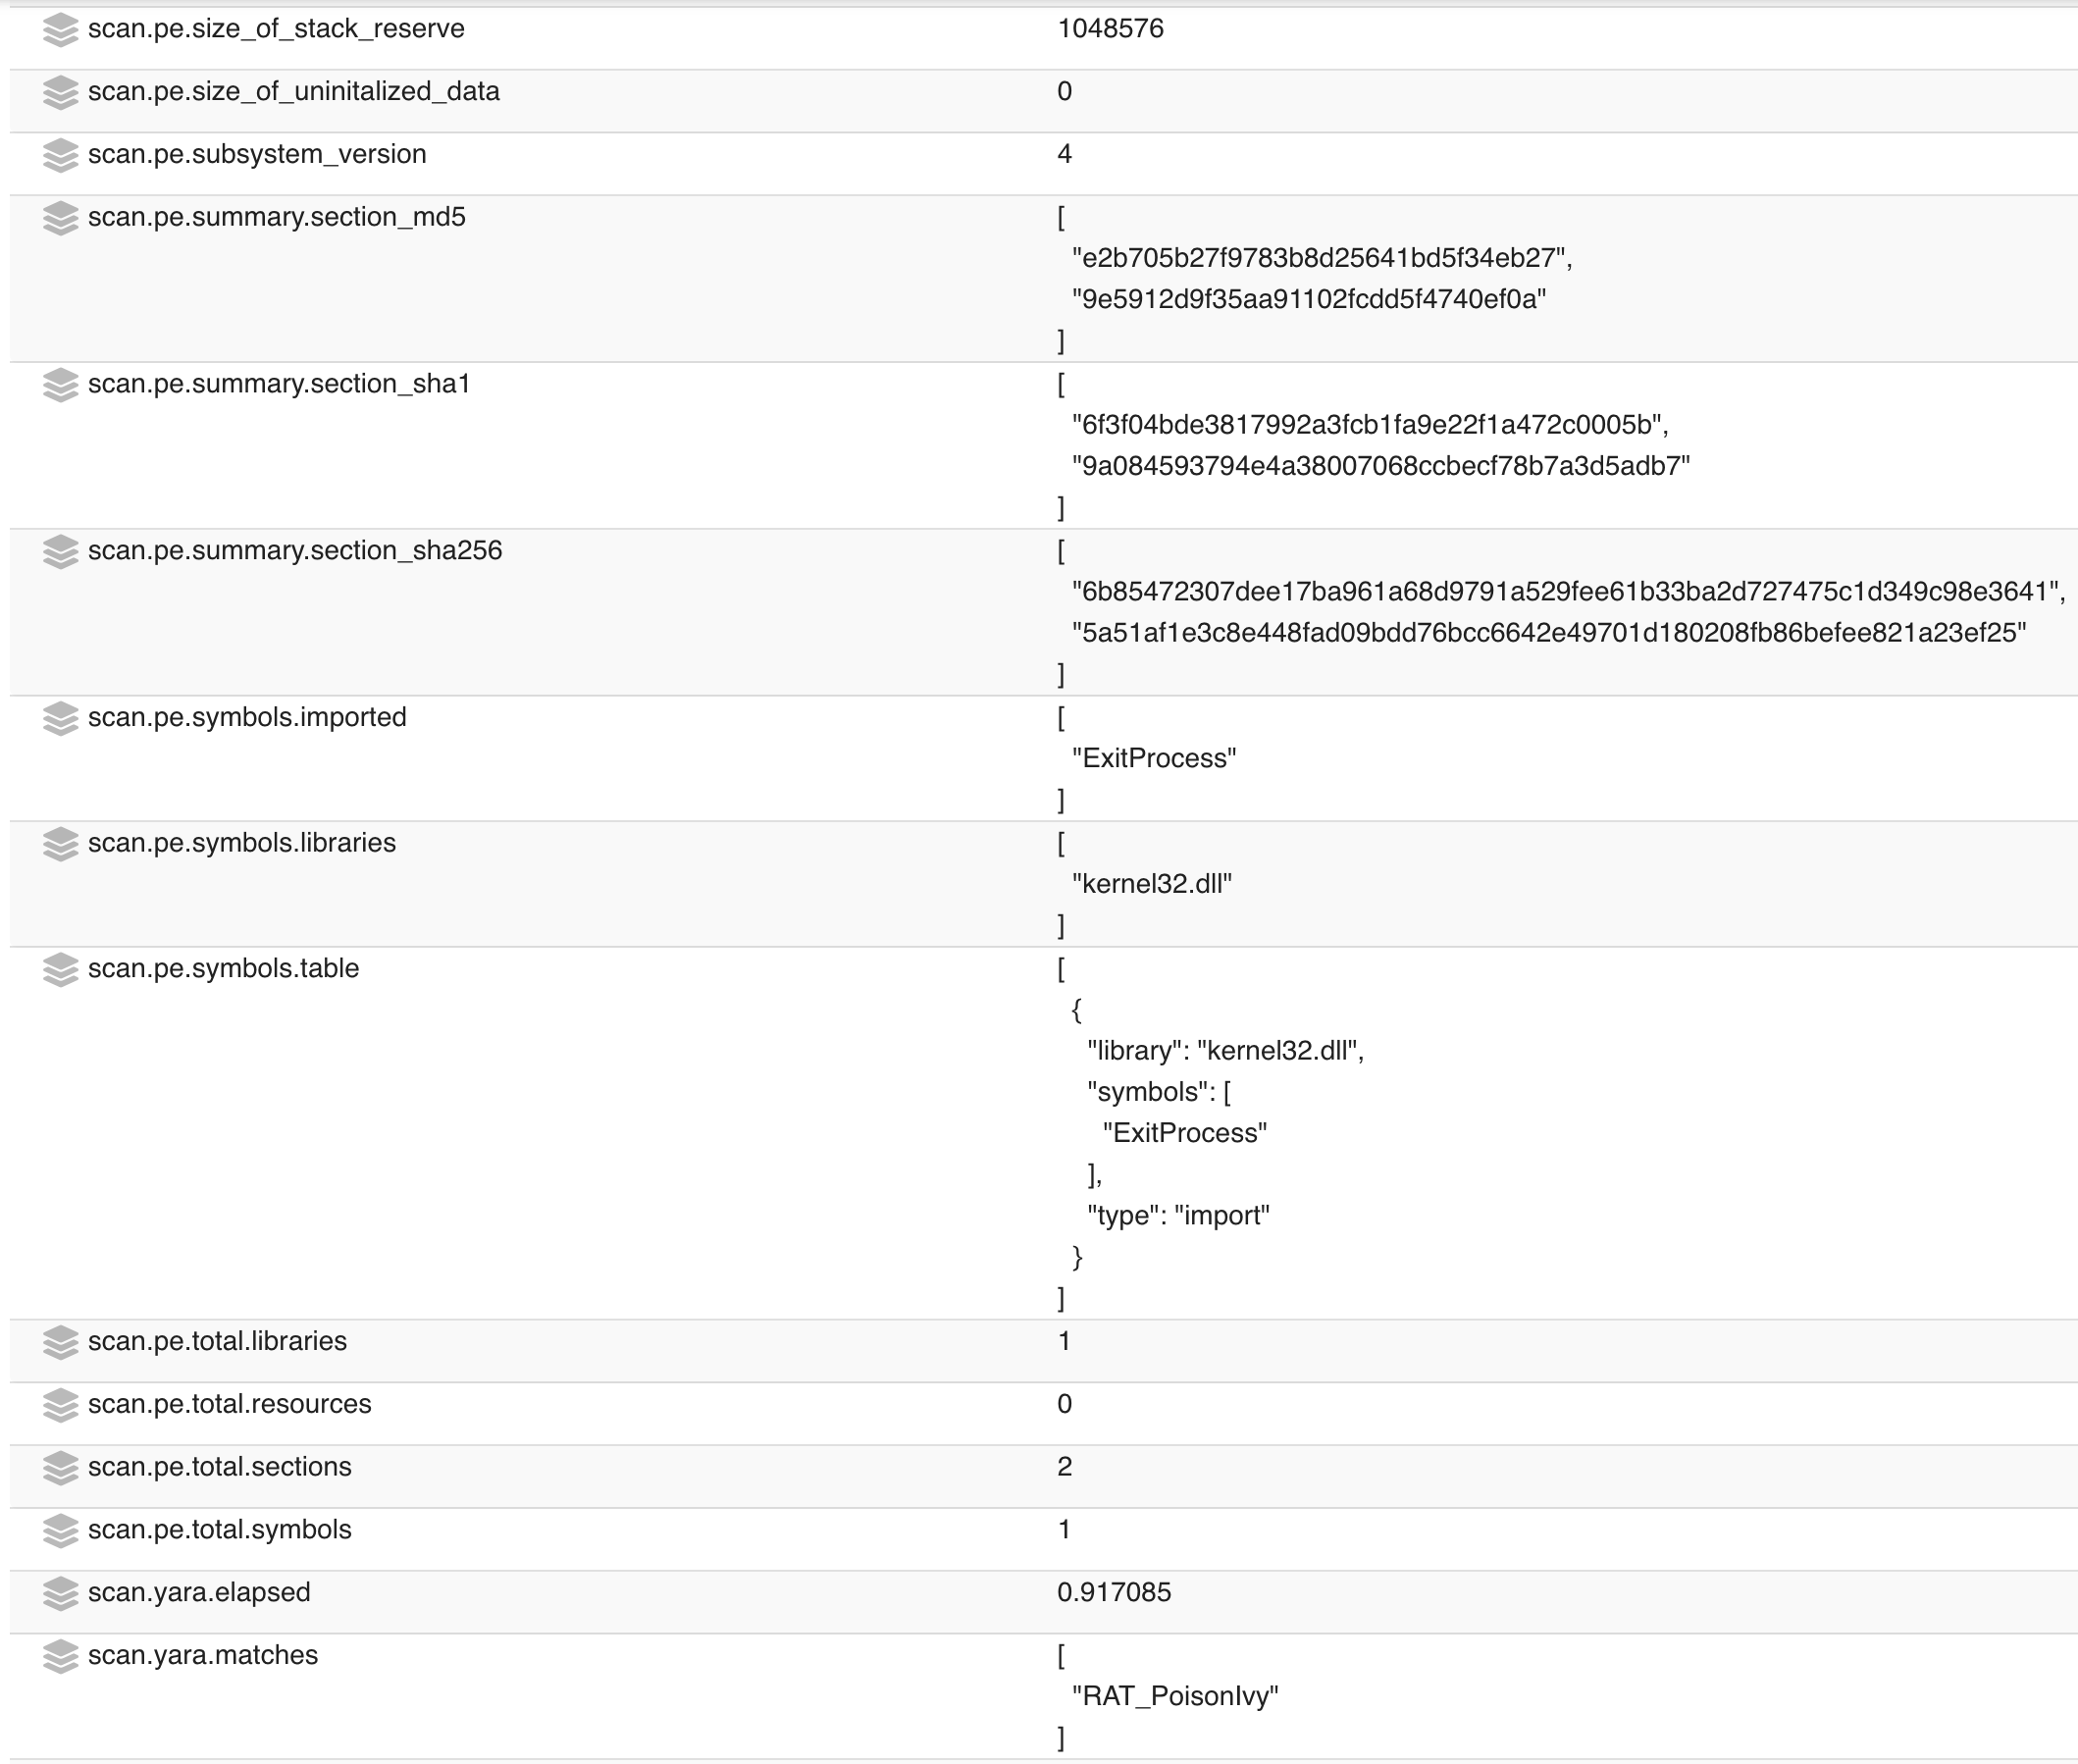 scan.pe.size_of_stack_reserve 1048576
scan.pe.size_of_uninitalized_data 0
scan.pe.subsystem_version 4
scan.pe.summary.section_md5 [
"e2b705b27f9783b8d25641bd5f34eb27",
"9e5912d9f35aa91102fcdd5f4740ef0a"
]
scan.pe.summary.section_sha1 [
"6f3f04bde3817992a3fcb1fa9e22f1a472c0005b",
"9a084593794e4a38007068ccbecf78b7a3d5adb7"
]
scan.pe.summary.section_sha256 [
"6b85472307dee17ba961a68d9791a529fee61b33ba2d727475c1d349c98e3641",
"5a51af1e3c8e448fad09bdd76bcc6642e49701d180208fb86befee821a23ef25"
]
scan.pe.symbols.imported [
"ExitProcess"
]
scan.pe.symbols.libraries [
"kernel32.dll"
]
scan.pe.symbols.table [
{
"library": "kernel32.dll",
"symbols": [
"ExitProcess"
],
"type": "import"
}
]
scan.pe.total.libraries 1
scan.pe.total.resources 0
scan.pe.total.sections 2
scan.pe.total.symbols 1
scan.yara.elapsed 0.917085
scan.yara.matches [
"RAT_PoisonIvy"
]